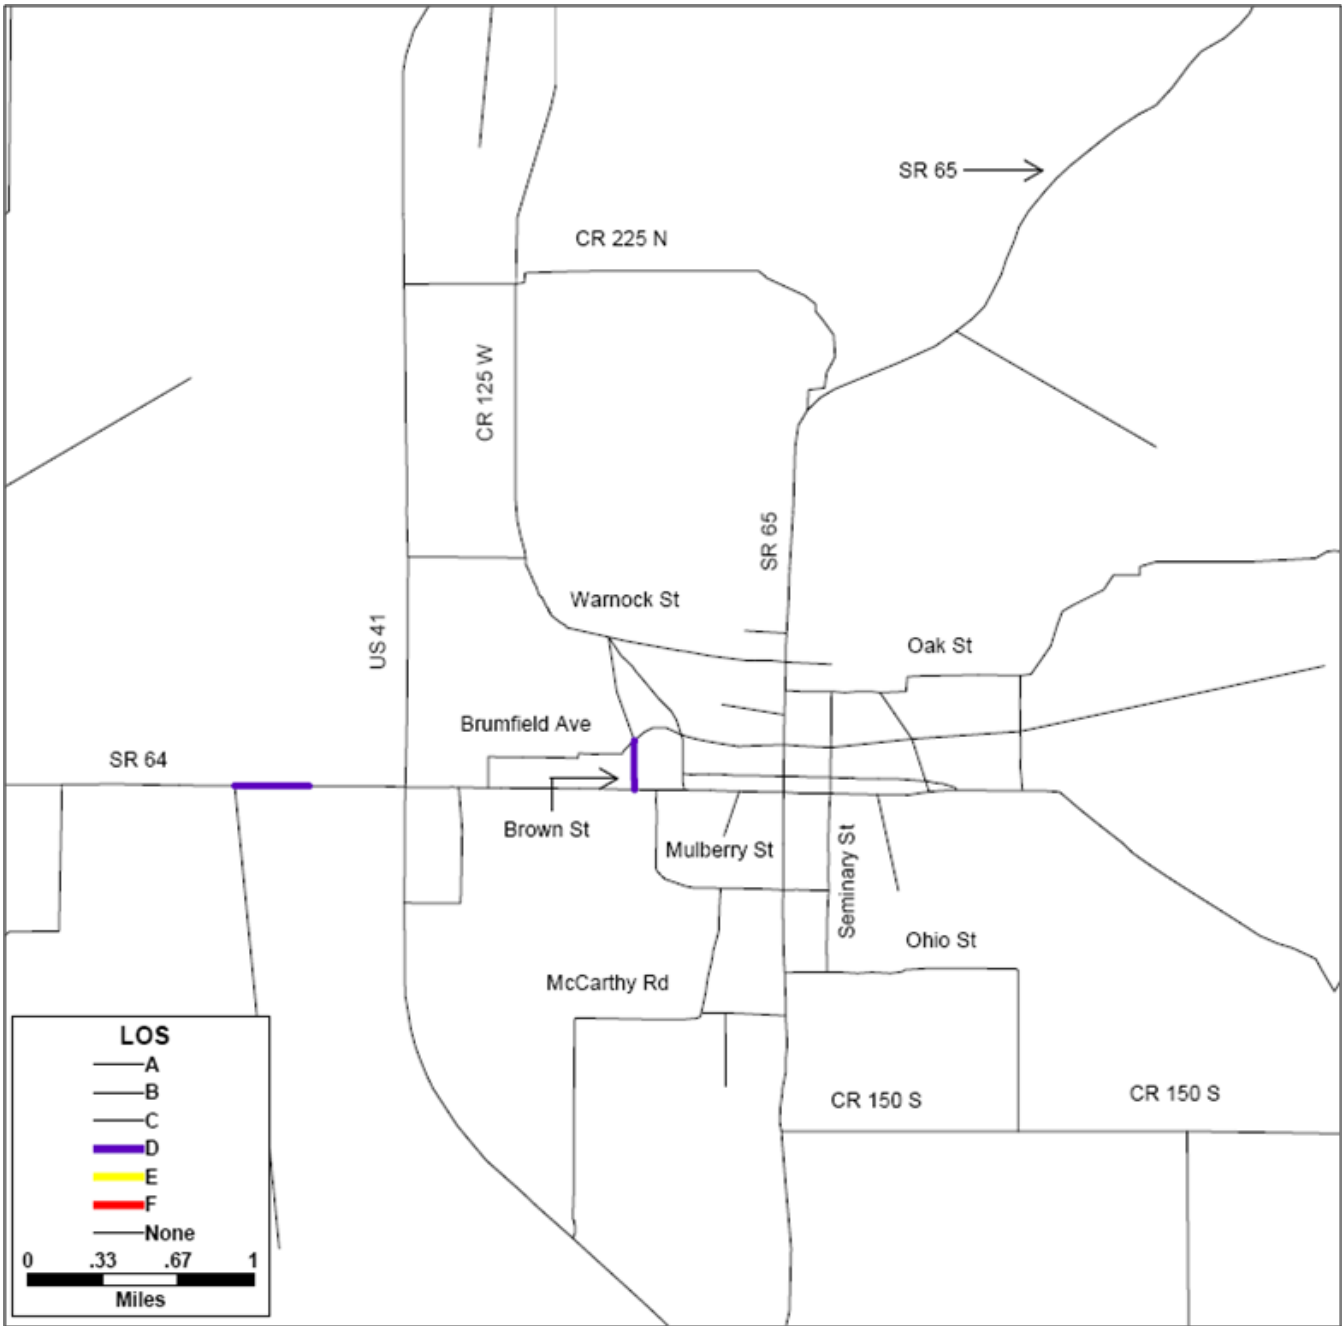 SR 65
CR 225 N
CR 125 W
SR 65
Warnock St
US 41
Oak St
Brumfield Ave
SR 64
Brown St
Mulberry St
Seminary St
Ohio St
McCarthy Rd
CR 150 S
CR 150 S
LOS
A
B
C
D
E
F
None
0 .33 .67 1
Miles